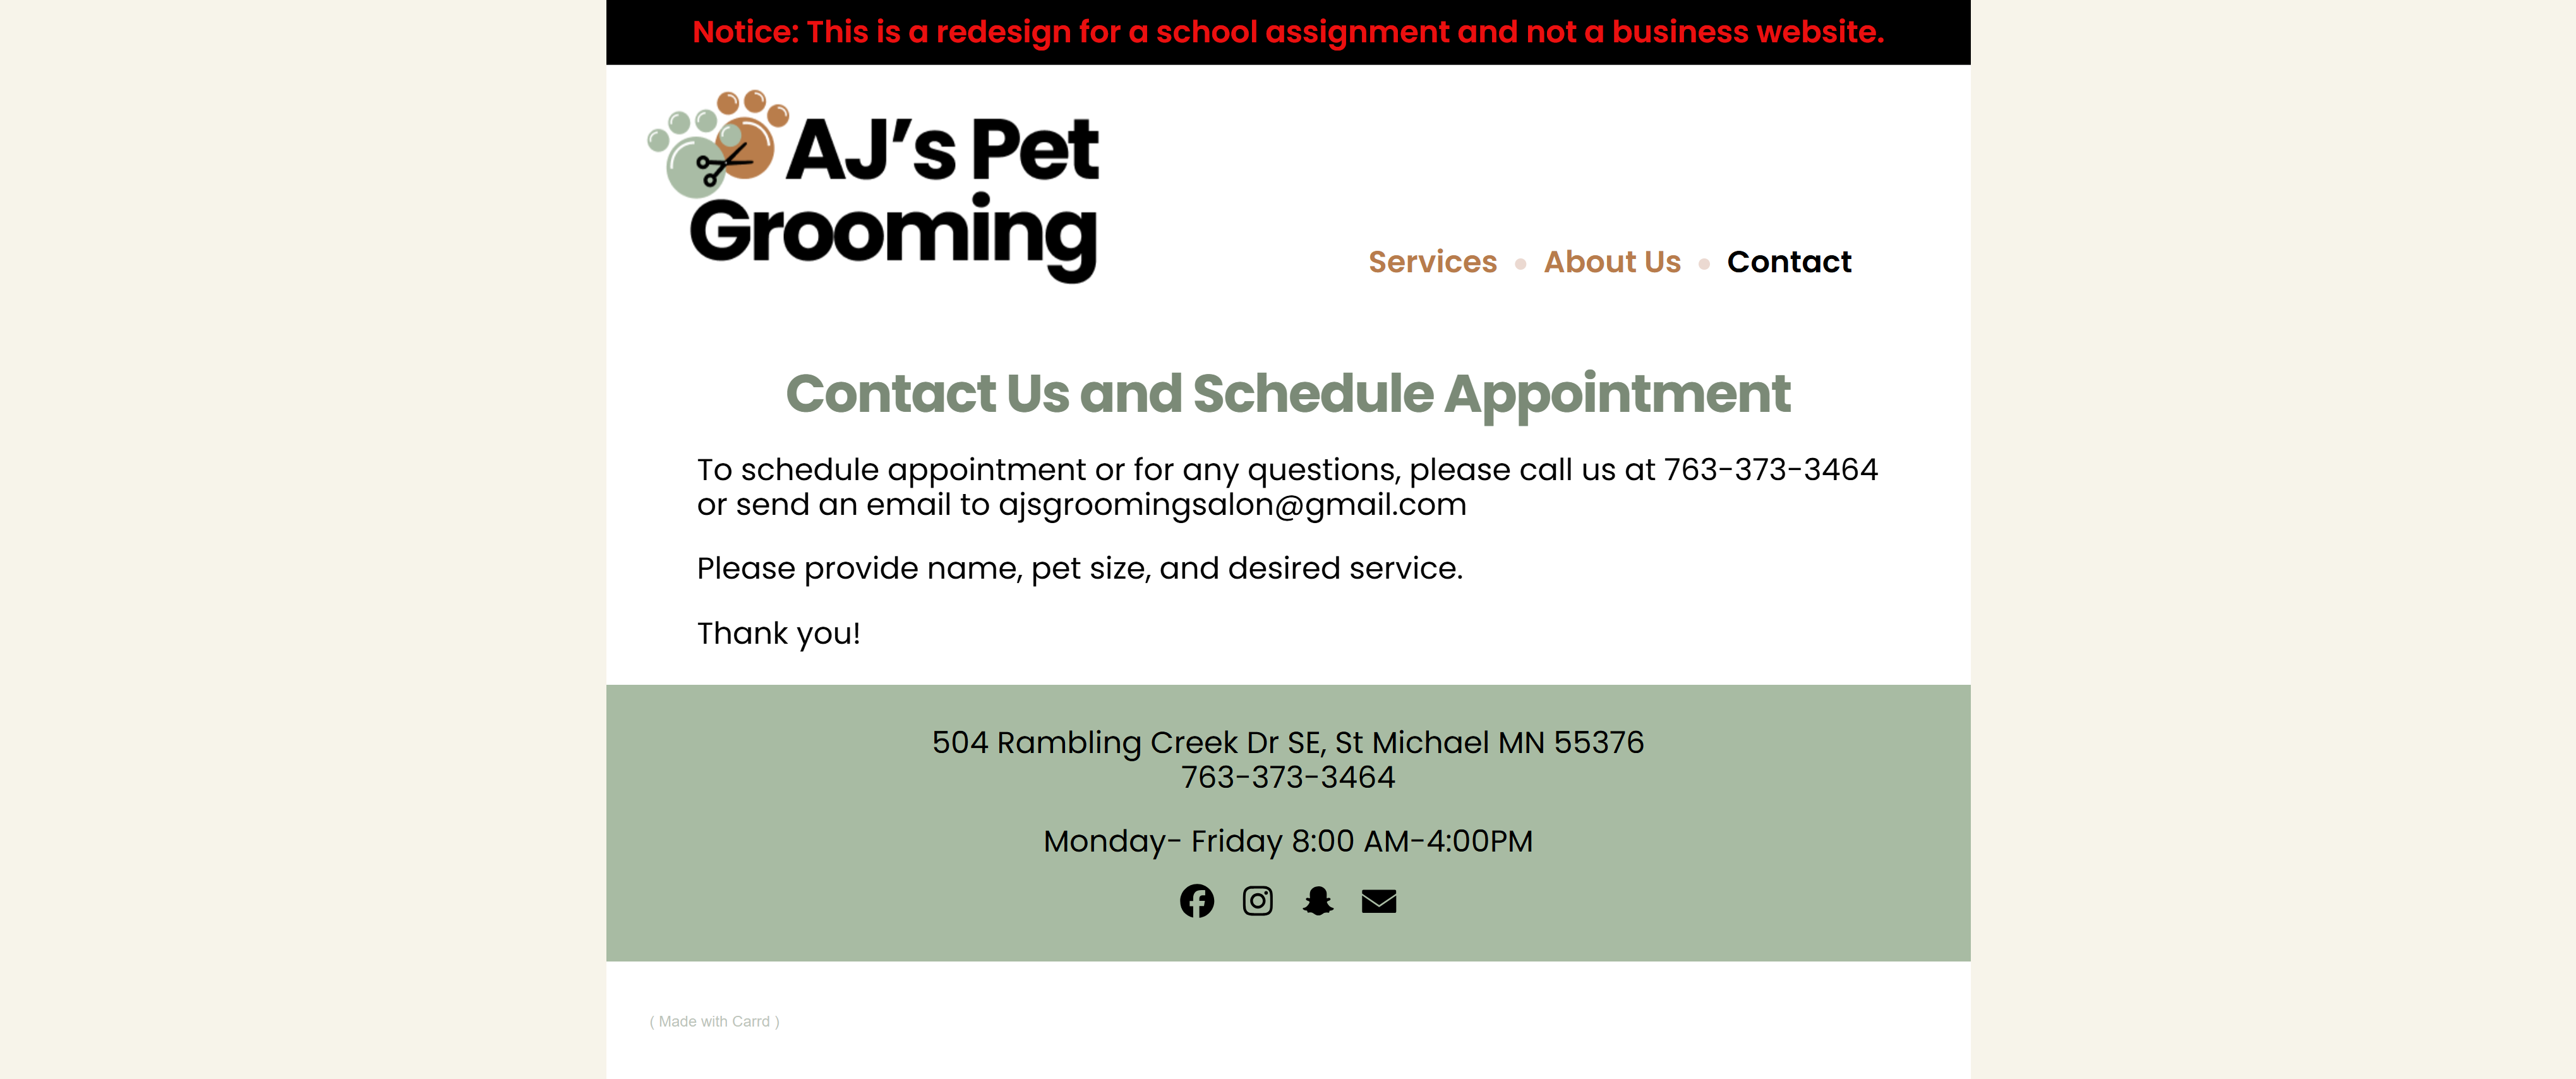 Notice: This is a redesign for a school assignment and not a business website.
AJ’s Pet
Grooming
Services • About Us • Contact
Contact Us and Schedule Appointment
To schedule appointment or for any questions, please call us at 763-373-3464
or send an email to ajsgroomingsalon@gmail.com
Please provide name, pet size, and desired service.
Thank you!
504 Rambling Creek Dr SE, St Michael MN 55376
763-373-3464
Monday- Friday 8:00 AM-4:00PM
( Made with Carrd )